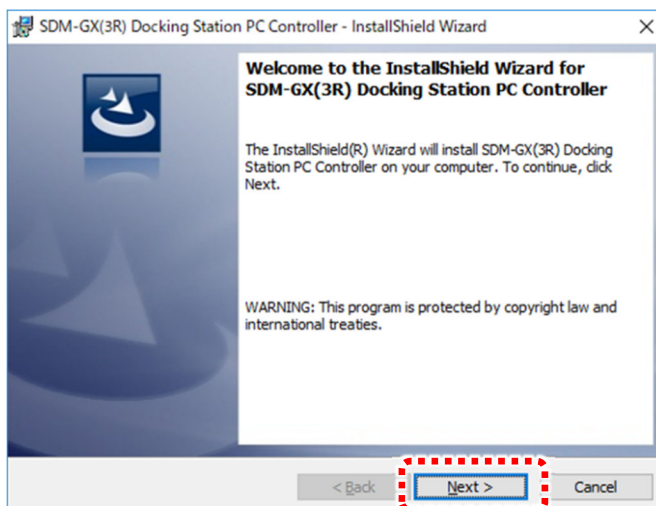 SDM-GX(3R) Docking Station PC Controller - InstallShield Wizard
Welcome to the InstallShield Wizard for
SDM-GX(3R) Docking Station PC Controller
The InstallShield(R) Wizard will install SDM-GX(3R) Docking
Station PC Controller on your computer. To continue, click
Next.
WARNING: This program is protected by copyright law and
international treaties.
< Back
Next >
Cancel